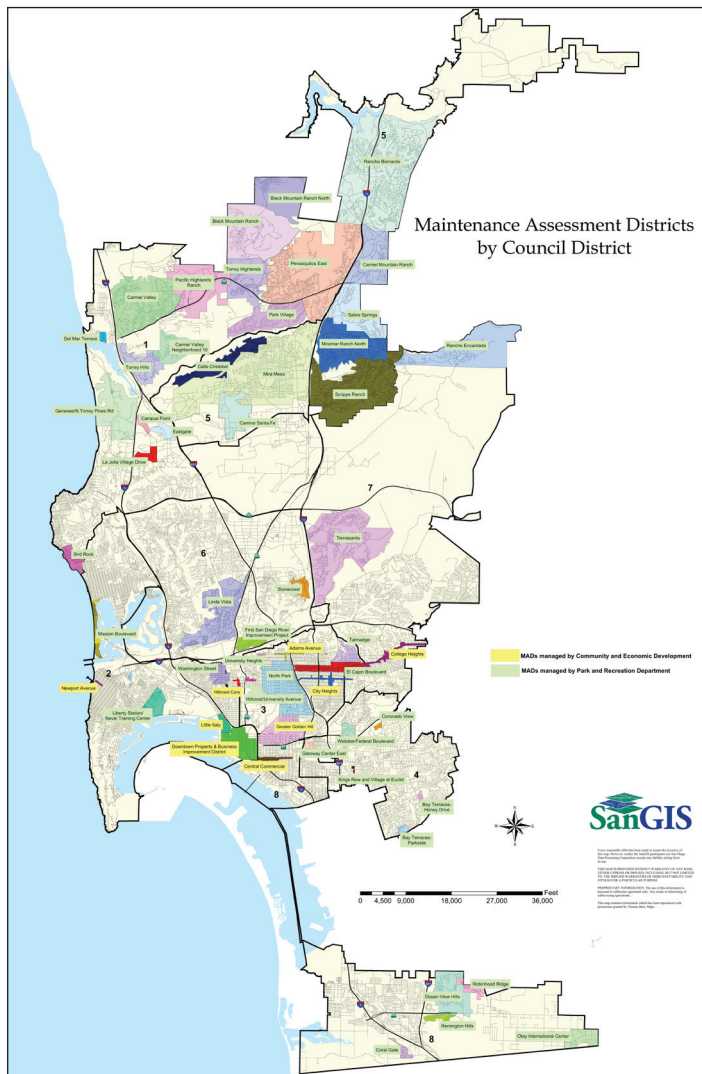 5
Rancho Bernardo
Black Mountain Ranch North
Black Mountain Ranch
Maintenance Assessment Districts
by Council District
Torrey Highlands
Penasquitos East
Carmel Mountain Ranch
Pacific Highlands
Ranch
Carmel Valley
Park Village
Sabre Springs
Del Mar Terrace
1
Carmel Valley
Neighborhood 10
Miramar Ranch North
Rancho Encantada
Torrey Hills
Calle Cristobal
Mira Mesa
Scripps Ranch
Genesee/N Torrey Pines Rd
Campus Point
5
Camino Santa Fe
Eastgate
La Jolla Village Drive
7
6
Tierrasanta
Bird Rock
Stonecrest
Linda Vista
Mission Boulevard
First San Diego River
Improvement Project
Adams Avenue
Talmadge
College Heights
University Heights
Washington Street
2
North Park
El Cajon Boulevard
Newport Avenue
Hillcrest Core
City Heights
Hillcrest/University Avenue
3
Liberty Station/
Naval Training Center
Little Italy
Greater Golden Hill
Coronado View
Webster/Federal Boulevard
Downtown Property & Business
Improvement District
Gateway Center East
Central Commercial
Kings Row and Village at Euclid
4
8
Bay Terraces-
Honey Drive
Bay Terraces-
Parkside
MADs managed by Community and Economic Development
MADs managed by Park and Recreation Department
N
SanGIS
Feet
0 4,500 9,000 18,000 27,000 36,000
Robinhood Ridge
Ocean View Hills
Remington Hills
8
Otay International Center
Coral Gate